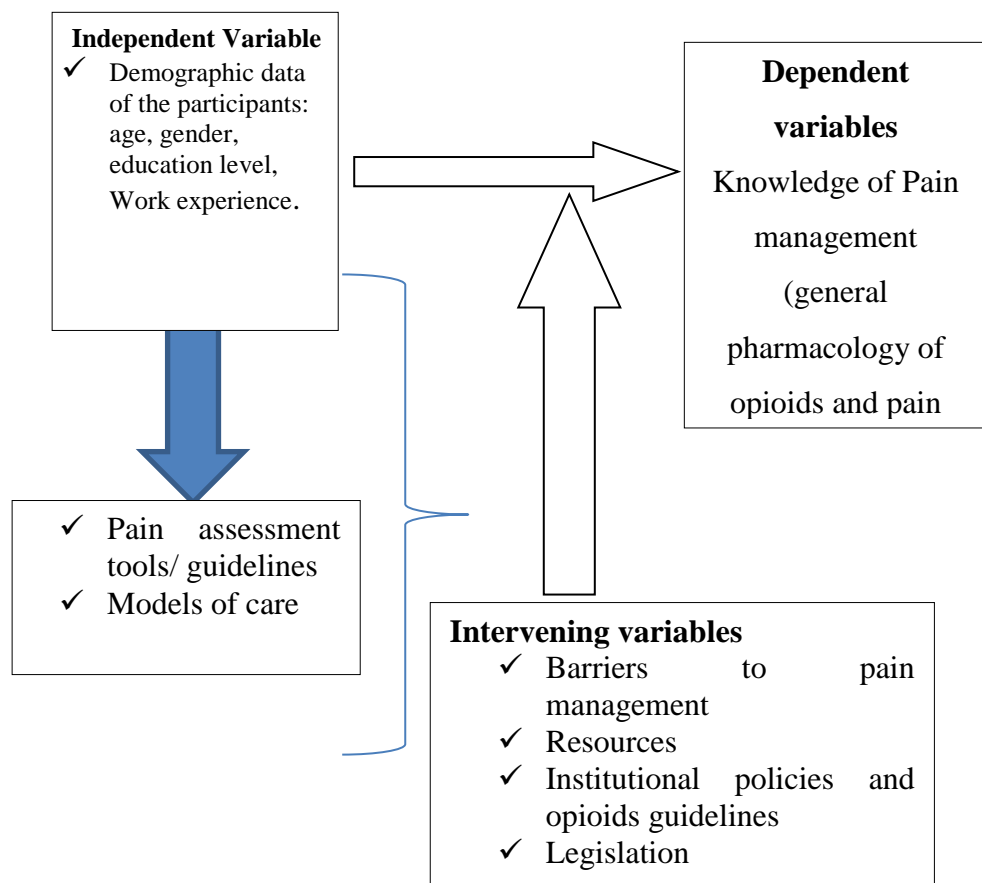 Independent Variable
✓ Demographic data
of the participants:
age, gender,
education level,
Work experience.
Dependent
variables
Knowledge of Pain
management
(general
pharmacology of
opioids and pain
✓ Pain assessment
tools/ guidelines
✓ Models of care
Intervening variables
✓ Barriers to pain
management
✓ Resources
✓ Institutional policies and
opioids guidelines
✓ Legislation